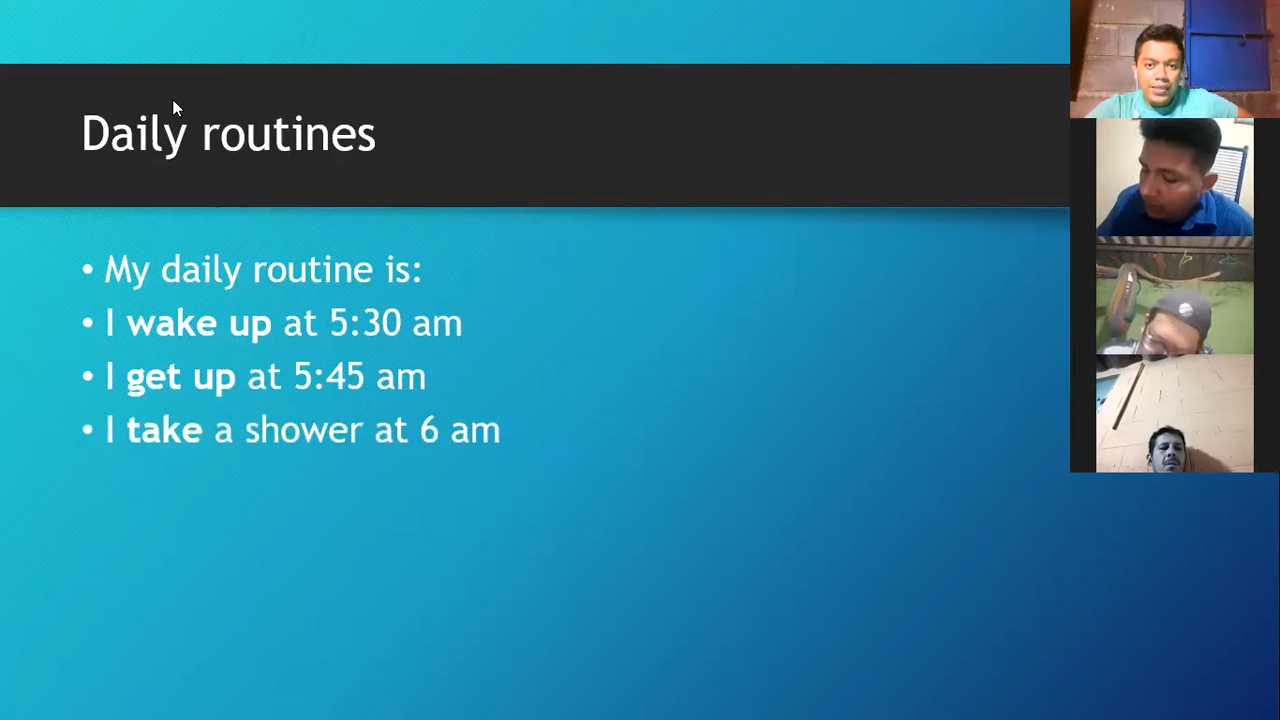 Daily routines
• My daily routine is:
• I wake up at 5:30 am
• I get up at 5:45 am
• I take a shower at 6 am